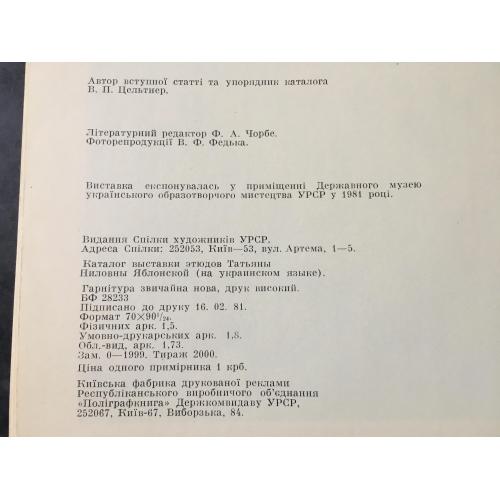 Автор вступної статті та упорядник каталога
В. П. Цельтнер.
Літературний редактор Ф. А. Чорбе.
Фоторепродукції В. Ф. Федька.
Виставка експонувалась у приміщенні Державного музею
українського образотворчого мистецтва УРСР у 1981 році.
Видання Спілки художників УРСР.
Адреса Спілки: 252053, Київ—53, вул. Артема, 1—5.
Каталог выставки этюдов Татьяны
Ниловны Яблонской (на украинском языке).
Гарнітура звичайна нова, друк високий.
БФ 28233
Підписано до друку 16. 02. 81.
Формат 70×90¹/₂₄.
Фізичних арк. 1,5.
Умовно-друкарських арк. 1,8.
Обл.-вид, арк. 1,73.
Зам. 0—1999. Тираж 2000.
Ціна одного примірника 1 крб.
Київська фабрика друкованої реклами
Республіканського виробничого об'єднання
«Поліграфкнига» Держкомвидаву УРСР,
252067, Київ-67, Виборзька, 84.